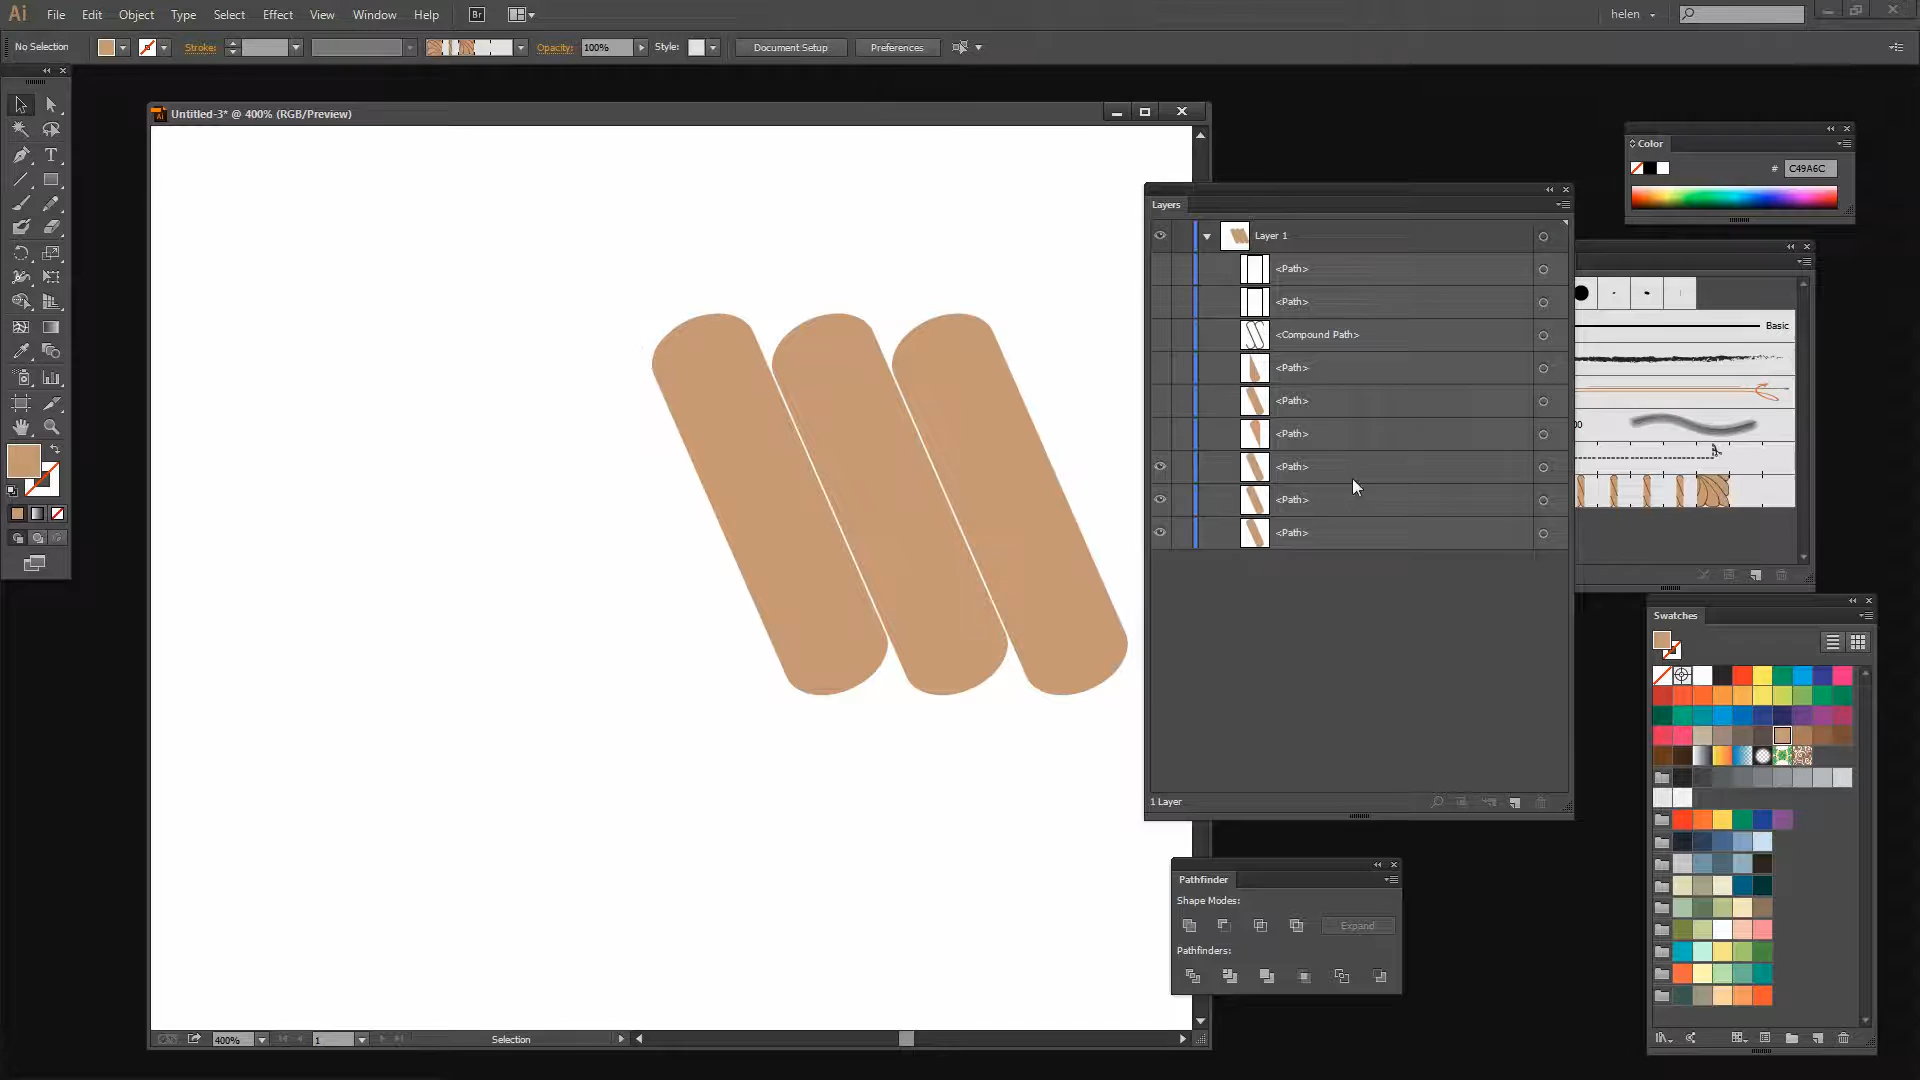 Ai File Edit Object Type Select Effect View Window Help Br helen
No Selection Stroke: Opacity: 100% Style: Document Setup Preferences
Untitled-3* @ 400% (RGB/Preview)
Color
# C49A6C
Layers
Layer 1
<Path>
<Path>
<Compound Path>
<Path>
<Path>
<Path>
<Path>
<Path>
<Path>
1 Layer
Basic
00
Swatches
Pathfinder
Shape Modes:
Expand
Pathfinders:
400% 1 Selection